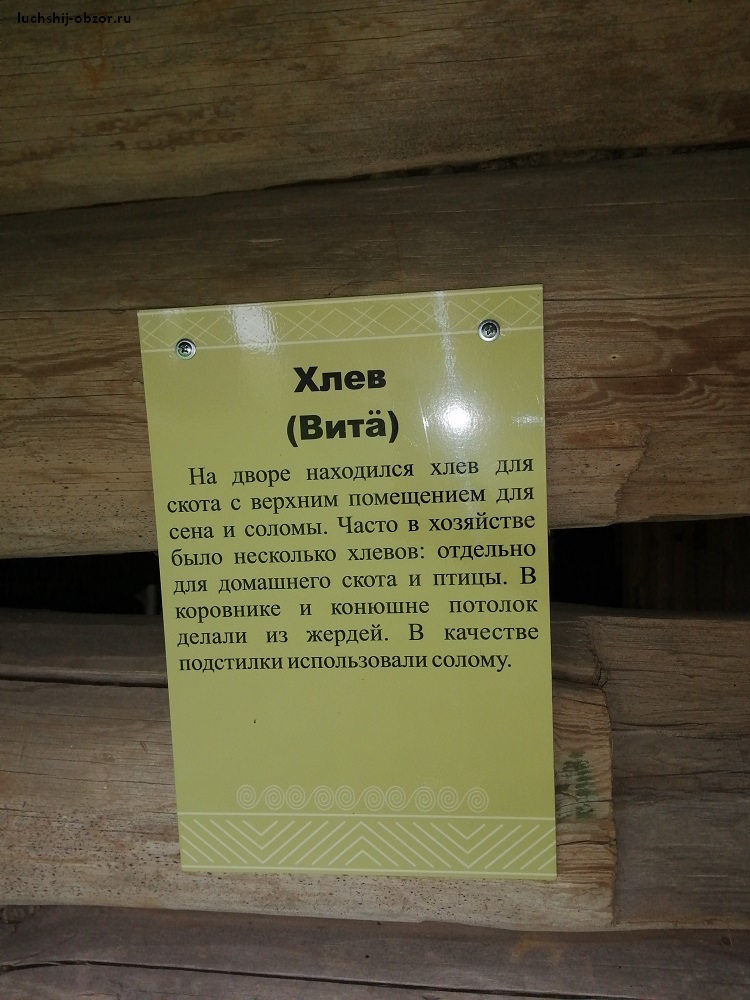 luchshij-obzor.ru
Хлев
(Витӓ)
На дворе находился хлев для
скота с верхним помещением для
сена и соломы. Часто в хозяйстве
было несколько хлевов: отдельно
для домашнего скота и птицы. В
коровнике и конюшне потолок
делали из жердей. В качестве
подстилки использовали солому.